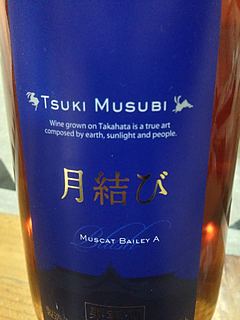 TSUKI MUSUBI
Wine grown on Takahata is a true art
composed by earth, sunlight and people.
月結び
Blush
MUSCAT BAILEY A